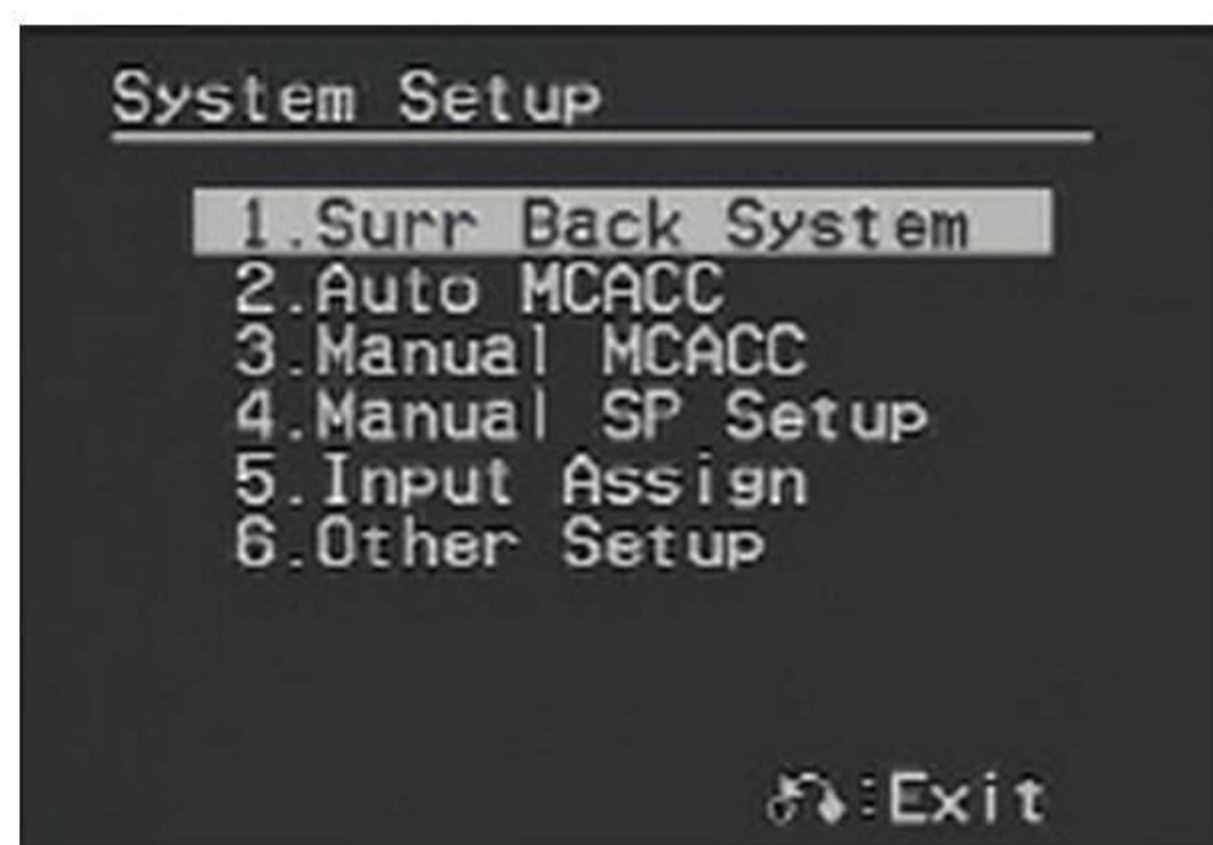 System Setup
1.Surr Back System
2.Auto MCACC
3.Manual MCACC
4.Manual SP Setup
5.Input Assign
6.Other Setup
:Exit